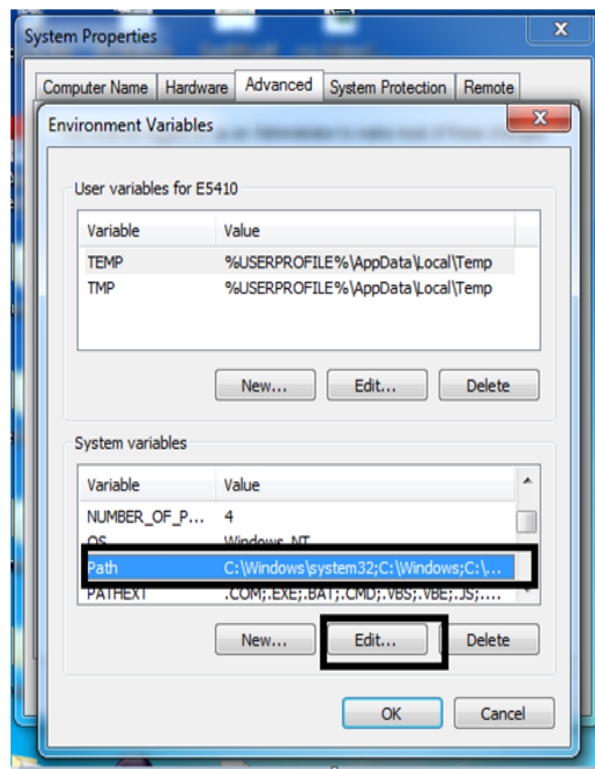 System Properties
Computer Name Hardware Advanced System Protection Remote
Environment Variables
User variables for E5410
Variable Value
TEMP %USERPROFILE%\AppData\Local\Temp
TMP %USERPROFILE%\AppData\Local\Temp
New... Edit... Delete
System variables
Variable Value
NUMBER_OF_P... 4
OS Windows_NT
Path C:\Windows\system32;C:\Windows;C:\...
PATHEXT .COM;.EXE;.BAT;.CMD;.VBS;.VBE;.JS;....
New... Edit... Delete
OK Cancel